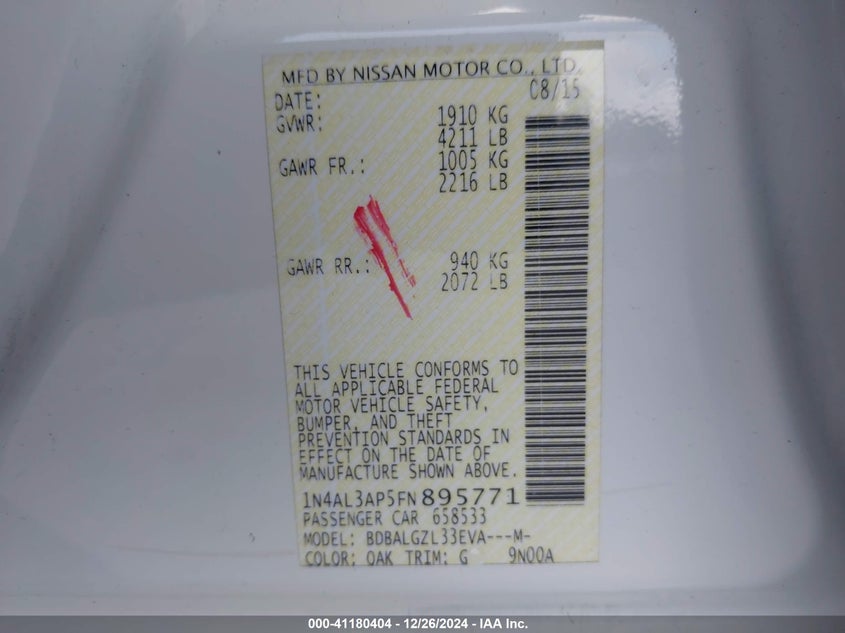 MFD BY NISSAN MOTOR CO., LTD.
DATE: 08/15
GVWR: 1910 KG
4211 LB
GAWR FR.: 1005 KG
2216 LB
GAWR RR.: 940 KG
2072 LB
THIS VEHICLE CONFORMS TO
ALL APPLICABLE FEDERAL
MOTOR VEHICLE SAFETY,
BUMPER, AND THEFT
PREVENTION STANDARDS IN
EFFECT ON THE DATE OF
MANUFACTURE SHOWN ABOVE.
1N4AL3AP5FN895771
PASSENGER CAR 658533
MODEL: BDBALGZL33EVA---M-
COLOR: QAK TRIM: G 9N00A
000-41180404 - 12/26/2024 - IAA Inc.